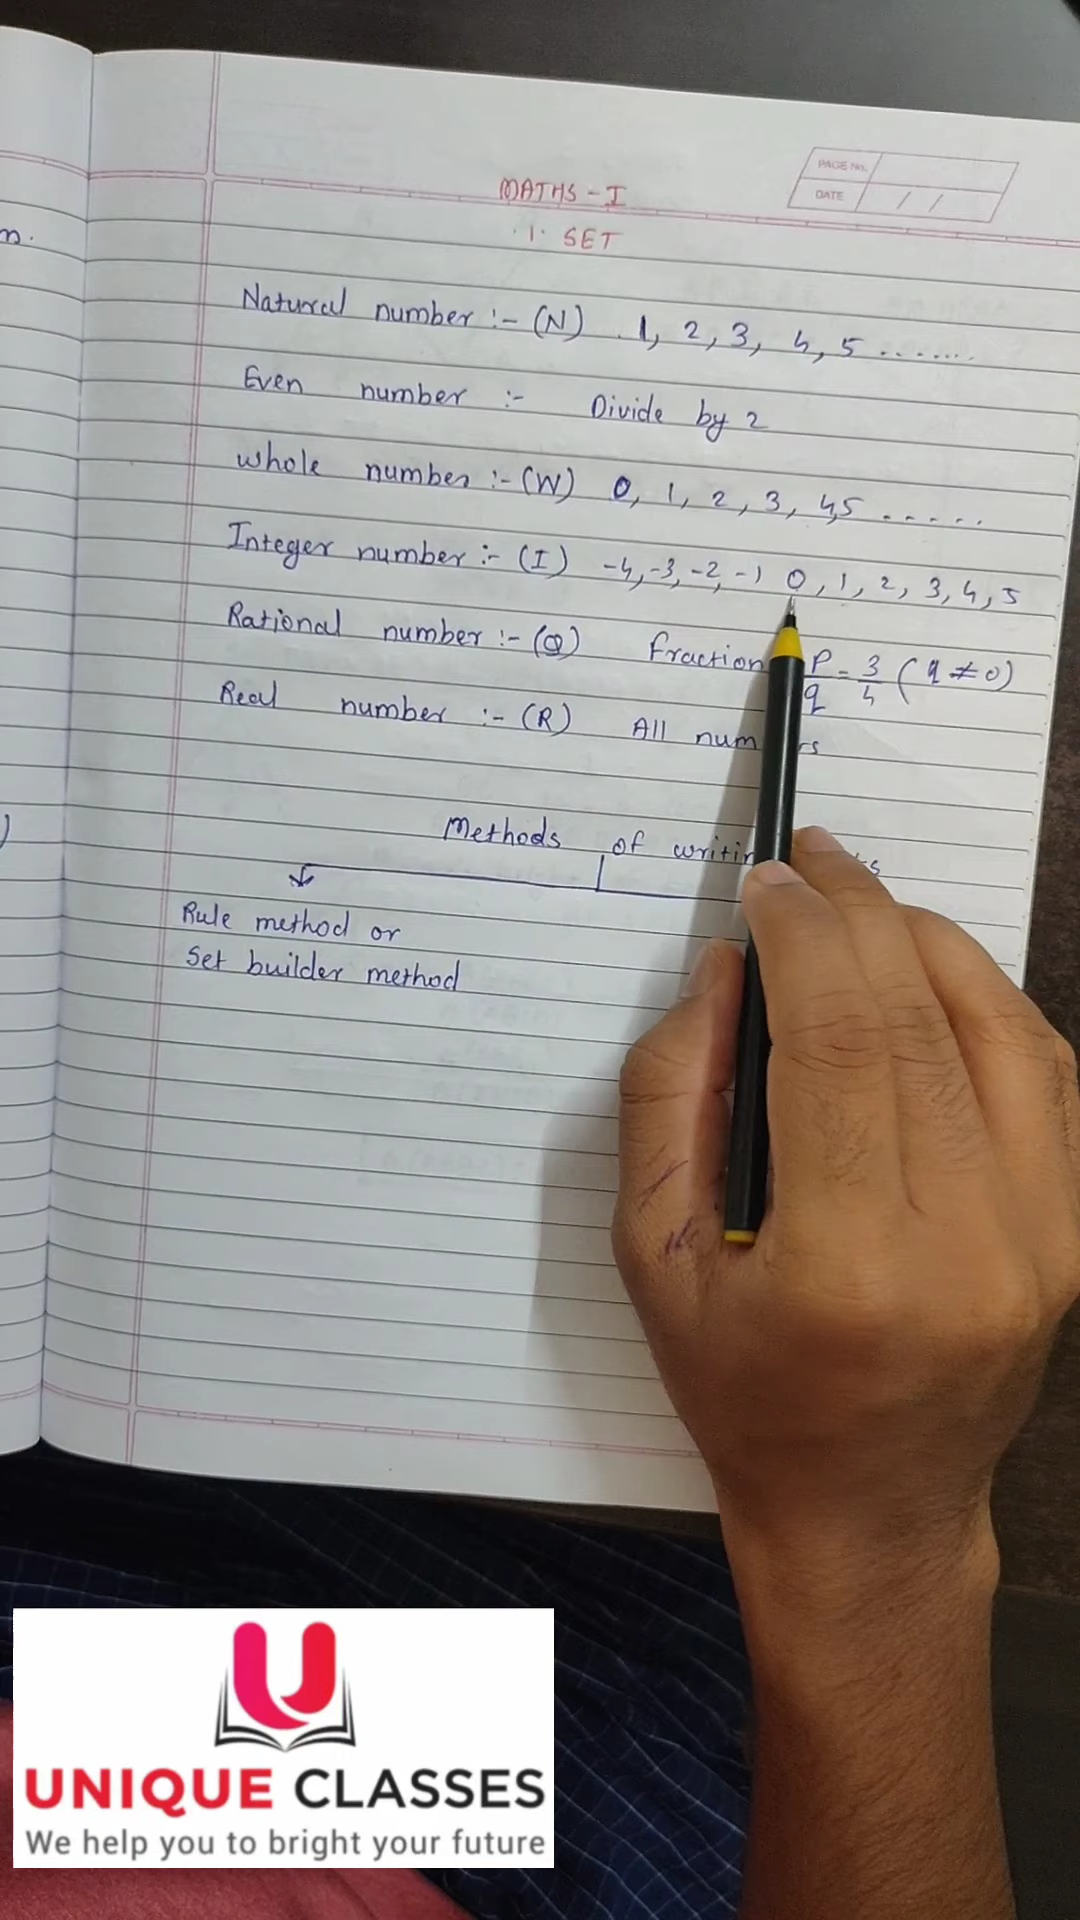 PAGE No.
DATE / /
MATHS - I
1. SET
n.
Natural number :- (N) 1, 2, 3, 4, 5 .......
Even number :- Divide by 2
Whole number :- (W) 0, 1, 2, 3, 4,5 .....
Integer number :- (I) -4, -3, -2, -1 0, 1, 2, 3, 4, 5
Rational number :- (Q) fraction P/q = 3/4 (q ≠ 0)
Real number :- (R) All num rs
)
Methods of writin ts
Rule method or
Set builder method
U
UNIQUE CLASSES
We help you to bright your future